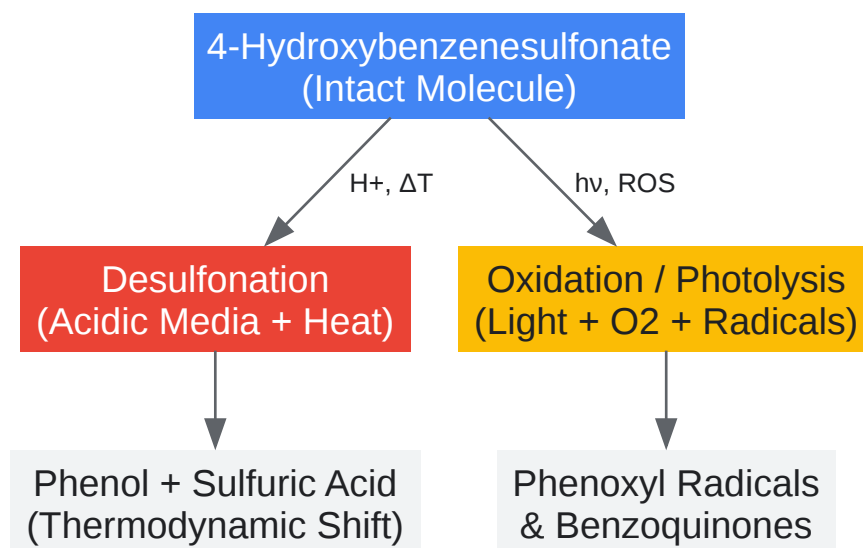 4-Hydroxybenzenesulfonate
(Intact Molecule)
H+, ΔT
hν, ROS
Desulfonation
(Acidic Media + Heat)
Oxidation / Photolysis
(Light + O2 + Radicals)
Phenol + Sulfuric Acid
(Thermodynamic Shift)
Phenoxyl Radicals
& Benzoquinones